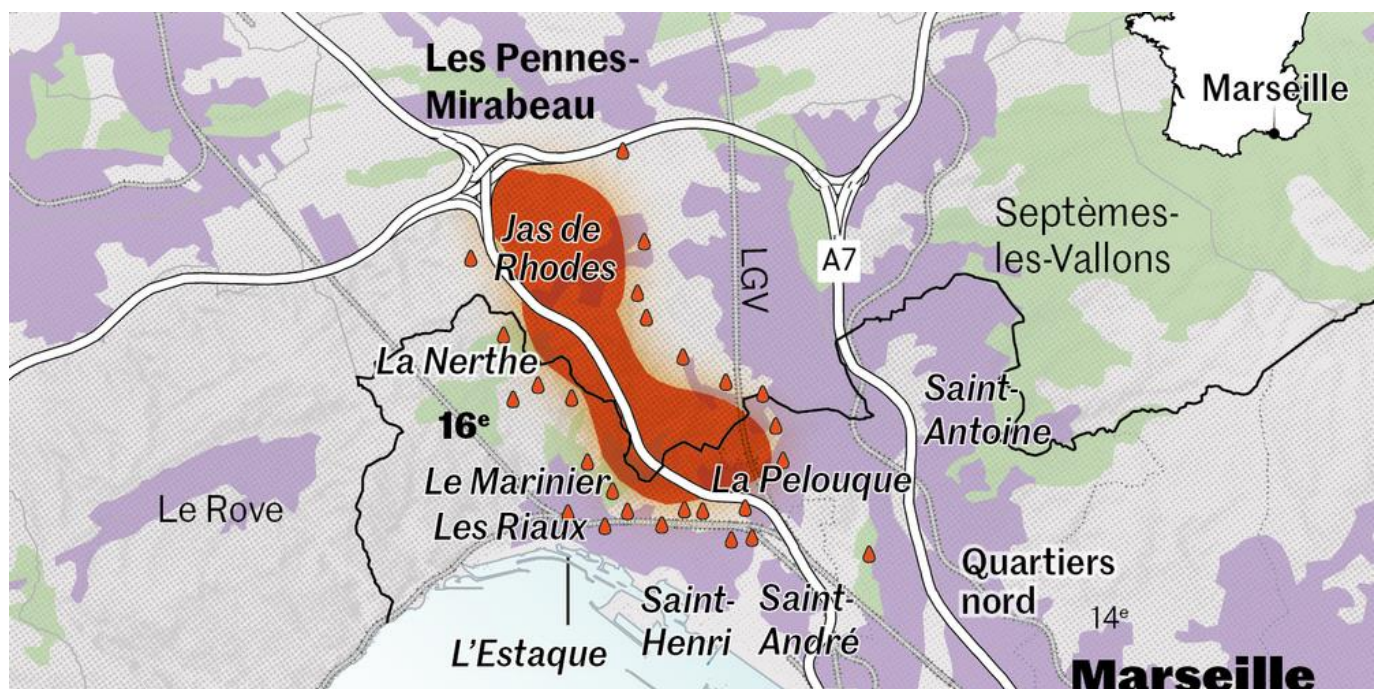 Les Pennes-
Mirabeau
Marseille
Jas de
Rhodes
LGV
A7
Septèmes-
les-Vallons
La Nerthe
16e
Saint-
Antoine
Le Marinier
La Pelouque
Le Rove
Les Riaux
Quartiers
nord
Saint-
Henri
Saint-
André
14e
L'Estaque
Marseille